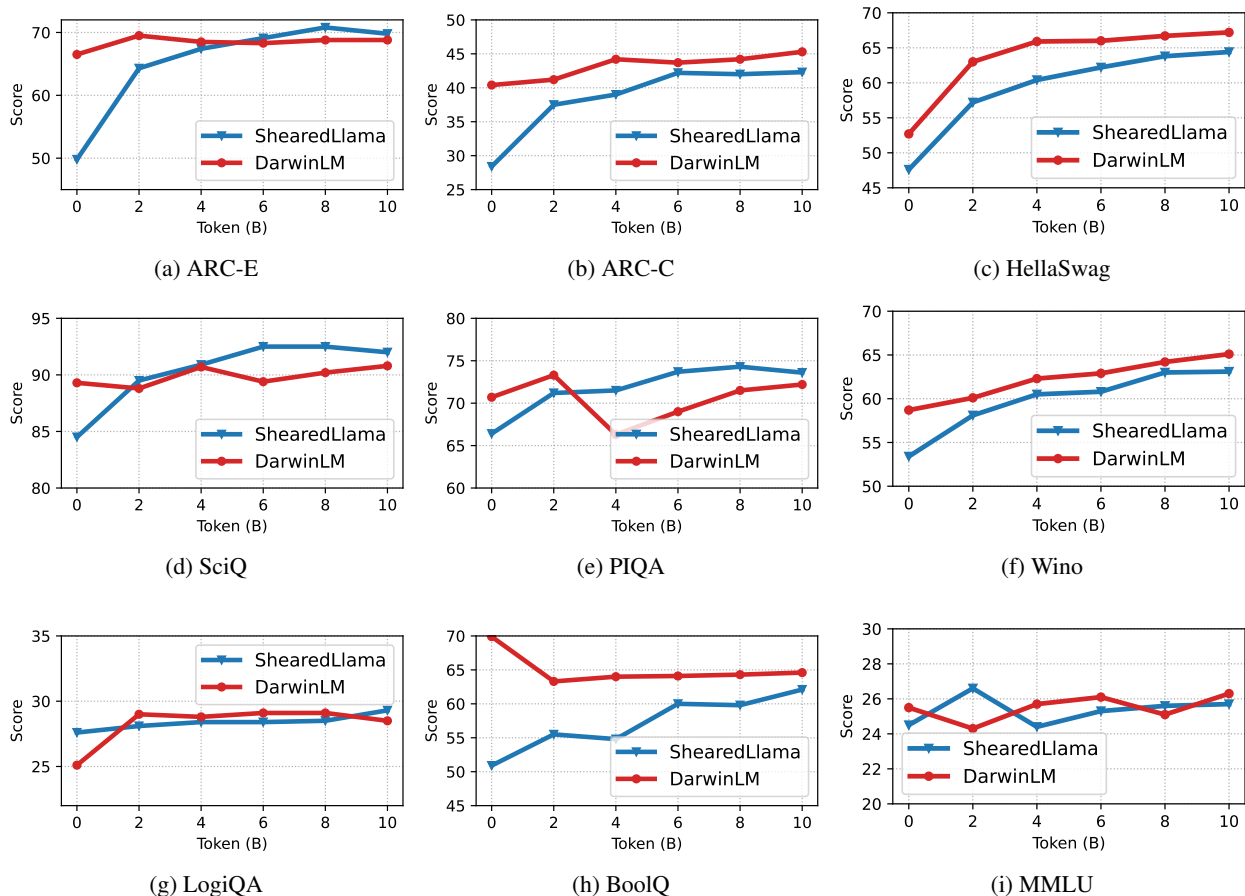 70
60
50
Score
ShearedLlama
DarwinLM
0 2 4 6 8 10
Token (B)
(a) ARC-E
50
45
40
35
30
25
Score
ShearedLlama
DarwinLM
0 2 4 6 8 10
Token (B)
(b) ARC-C
70
65
60
55
50
45
Score
ShearedLlama
DarwinLM
0 2 4 6 8 10
Token (B)
(c) HellaSwag
95
90
85
80
Score
ShearedLlama
DarwinLM
0 2 4 6 8 10
Token (B)
(d) SciQ
80
75
70
65
60
Score
ShearedLlama
DarwinLM
0 2 4 6 8 10
Token (B)
(e) PIQA
70
65
60
55
50
Score
ShearedLlama
DarwinLM
0 2 4 6 8 10
Token (B)
(f) Wino
35
30
25
Score
ShearedLlama
DarwinLM
0 2 4 6 8 10
Token (B)
(g) LogiQA
70
65
60
55
50
45
Score
ShearedLlama
DarwinLM
0 2 4 6 8 10
Token (B)
(h) BoolQ
30
28
26
24
22
20
Score
ShearedLlama
DarwinLM
0 2 4 6 8 10
Token (B)
(i) MMLU